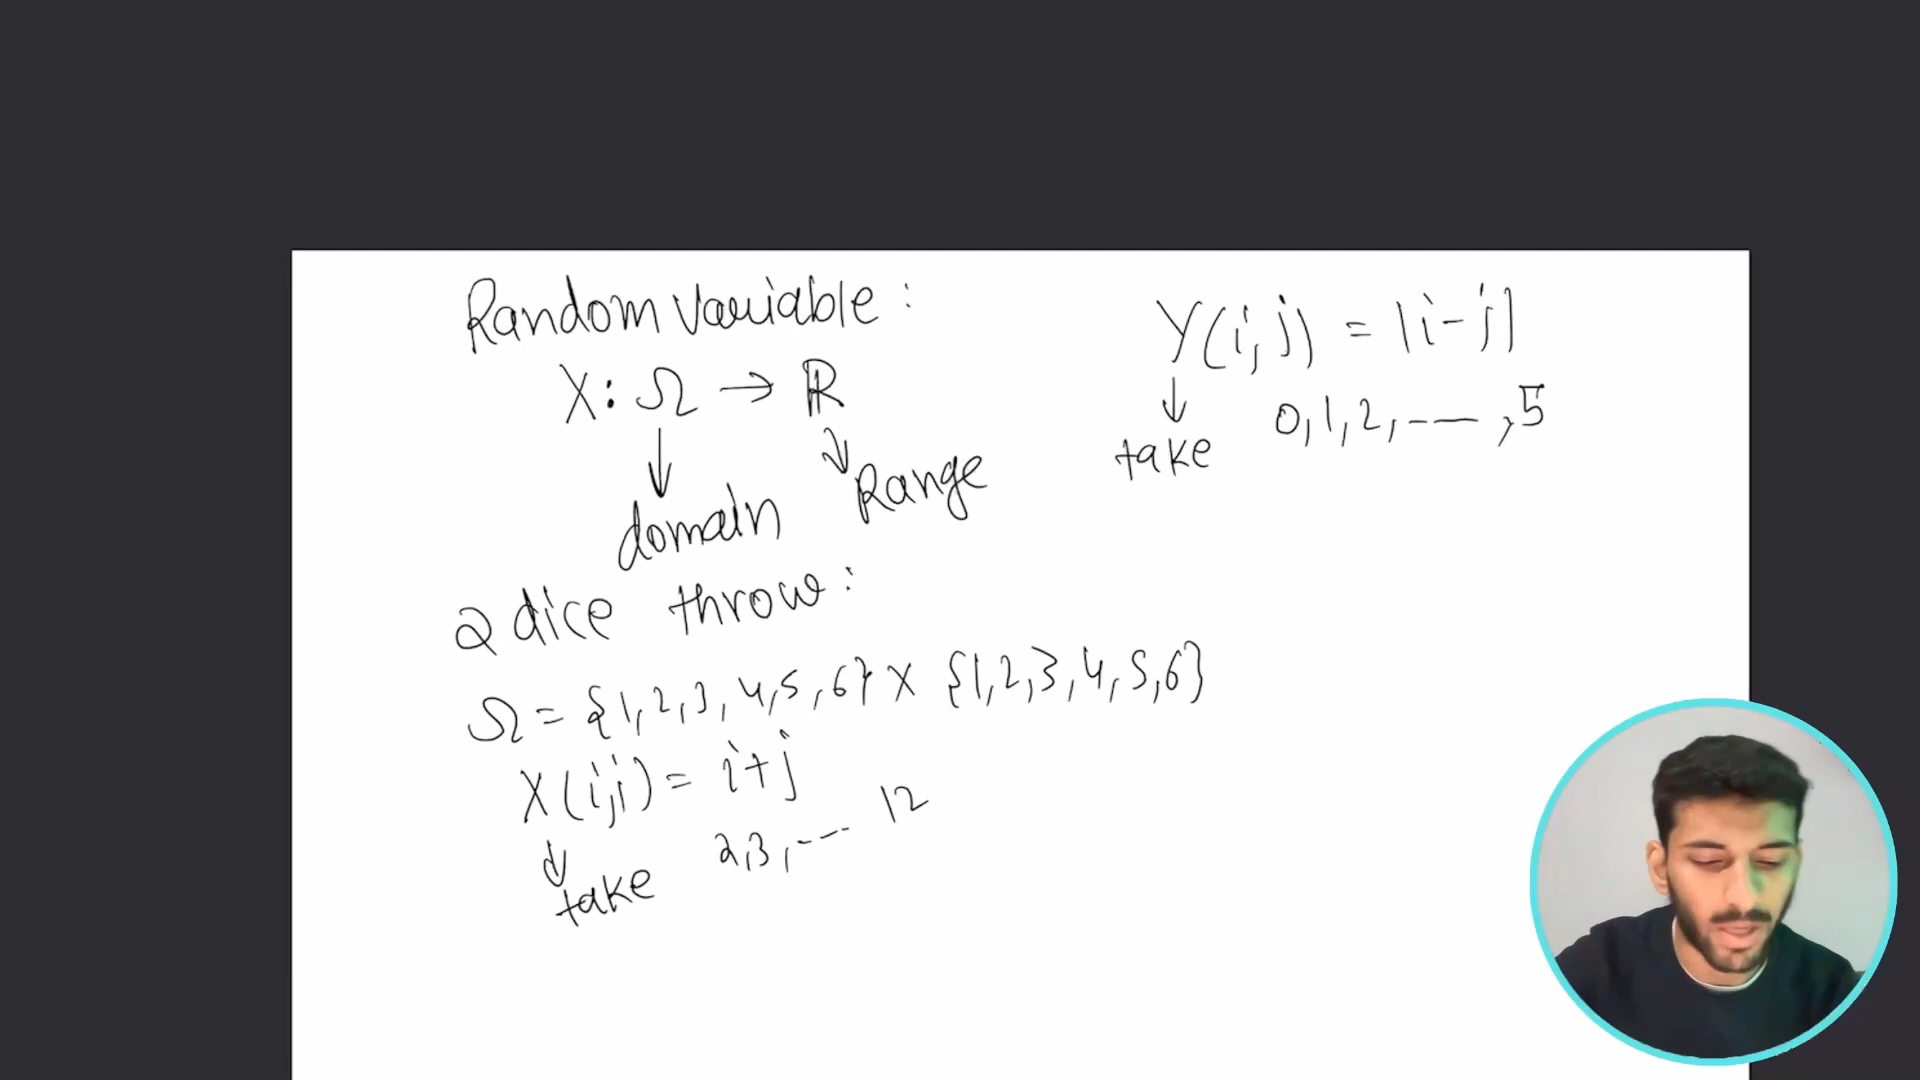 Random Variable :
X : Ω → ℝ
↓ ↓
domain Range
2 dice throw :
Ω = {1,2,3,4,5,6} X {1,2,3,4,5,6}
X(i,j) = i+j
↓
take 2,3,--- 12
Y(i,j) = |i-j|
↓
take 0,1,2,---,5